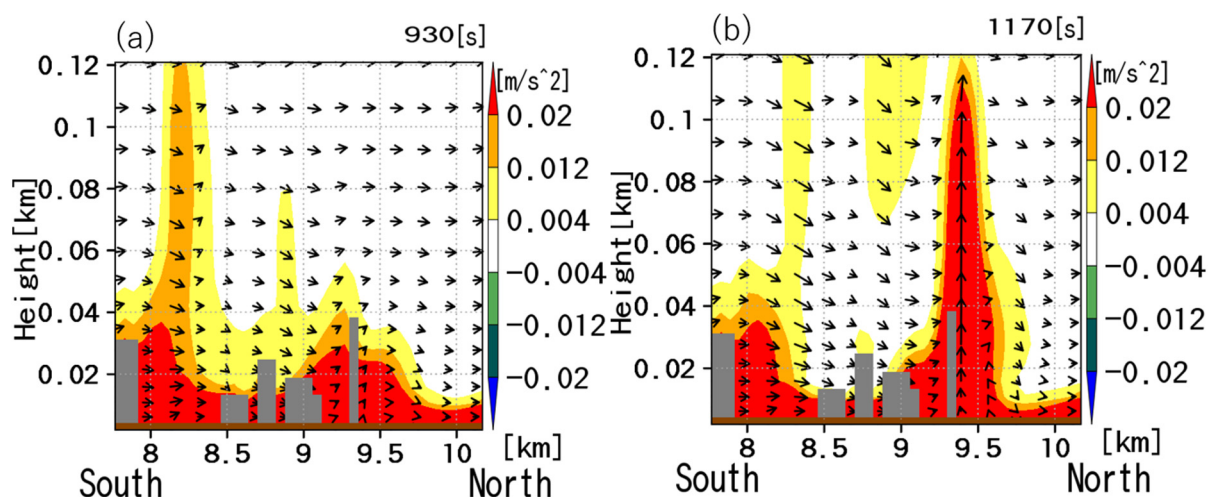 (a) 930[s]
[m/s^2]
0.12
0.1
0.08
0.06
0.04
0.02
Height[km]
0.02
0.012
0.004
-0.004
-0.012
-0.02
8 8.5 9 9.5 10 [km]
South North
(b) 1170[s]
[m/s^2]
0.12
0.1
0.08
0.06
0.04
0.02
Height[km]
0.02
0.012
0.004
-0.004
-0.012
-0.02
8 8.5 9 9.5 10 [km]
South North